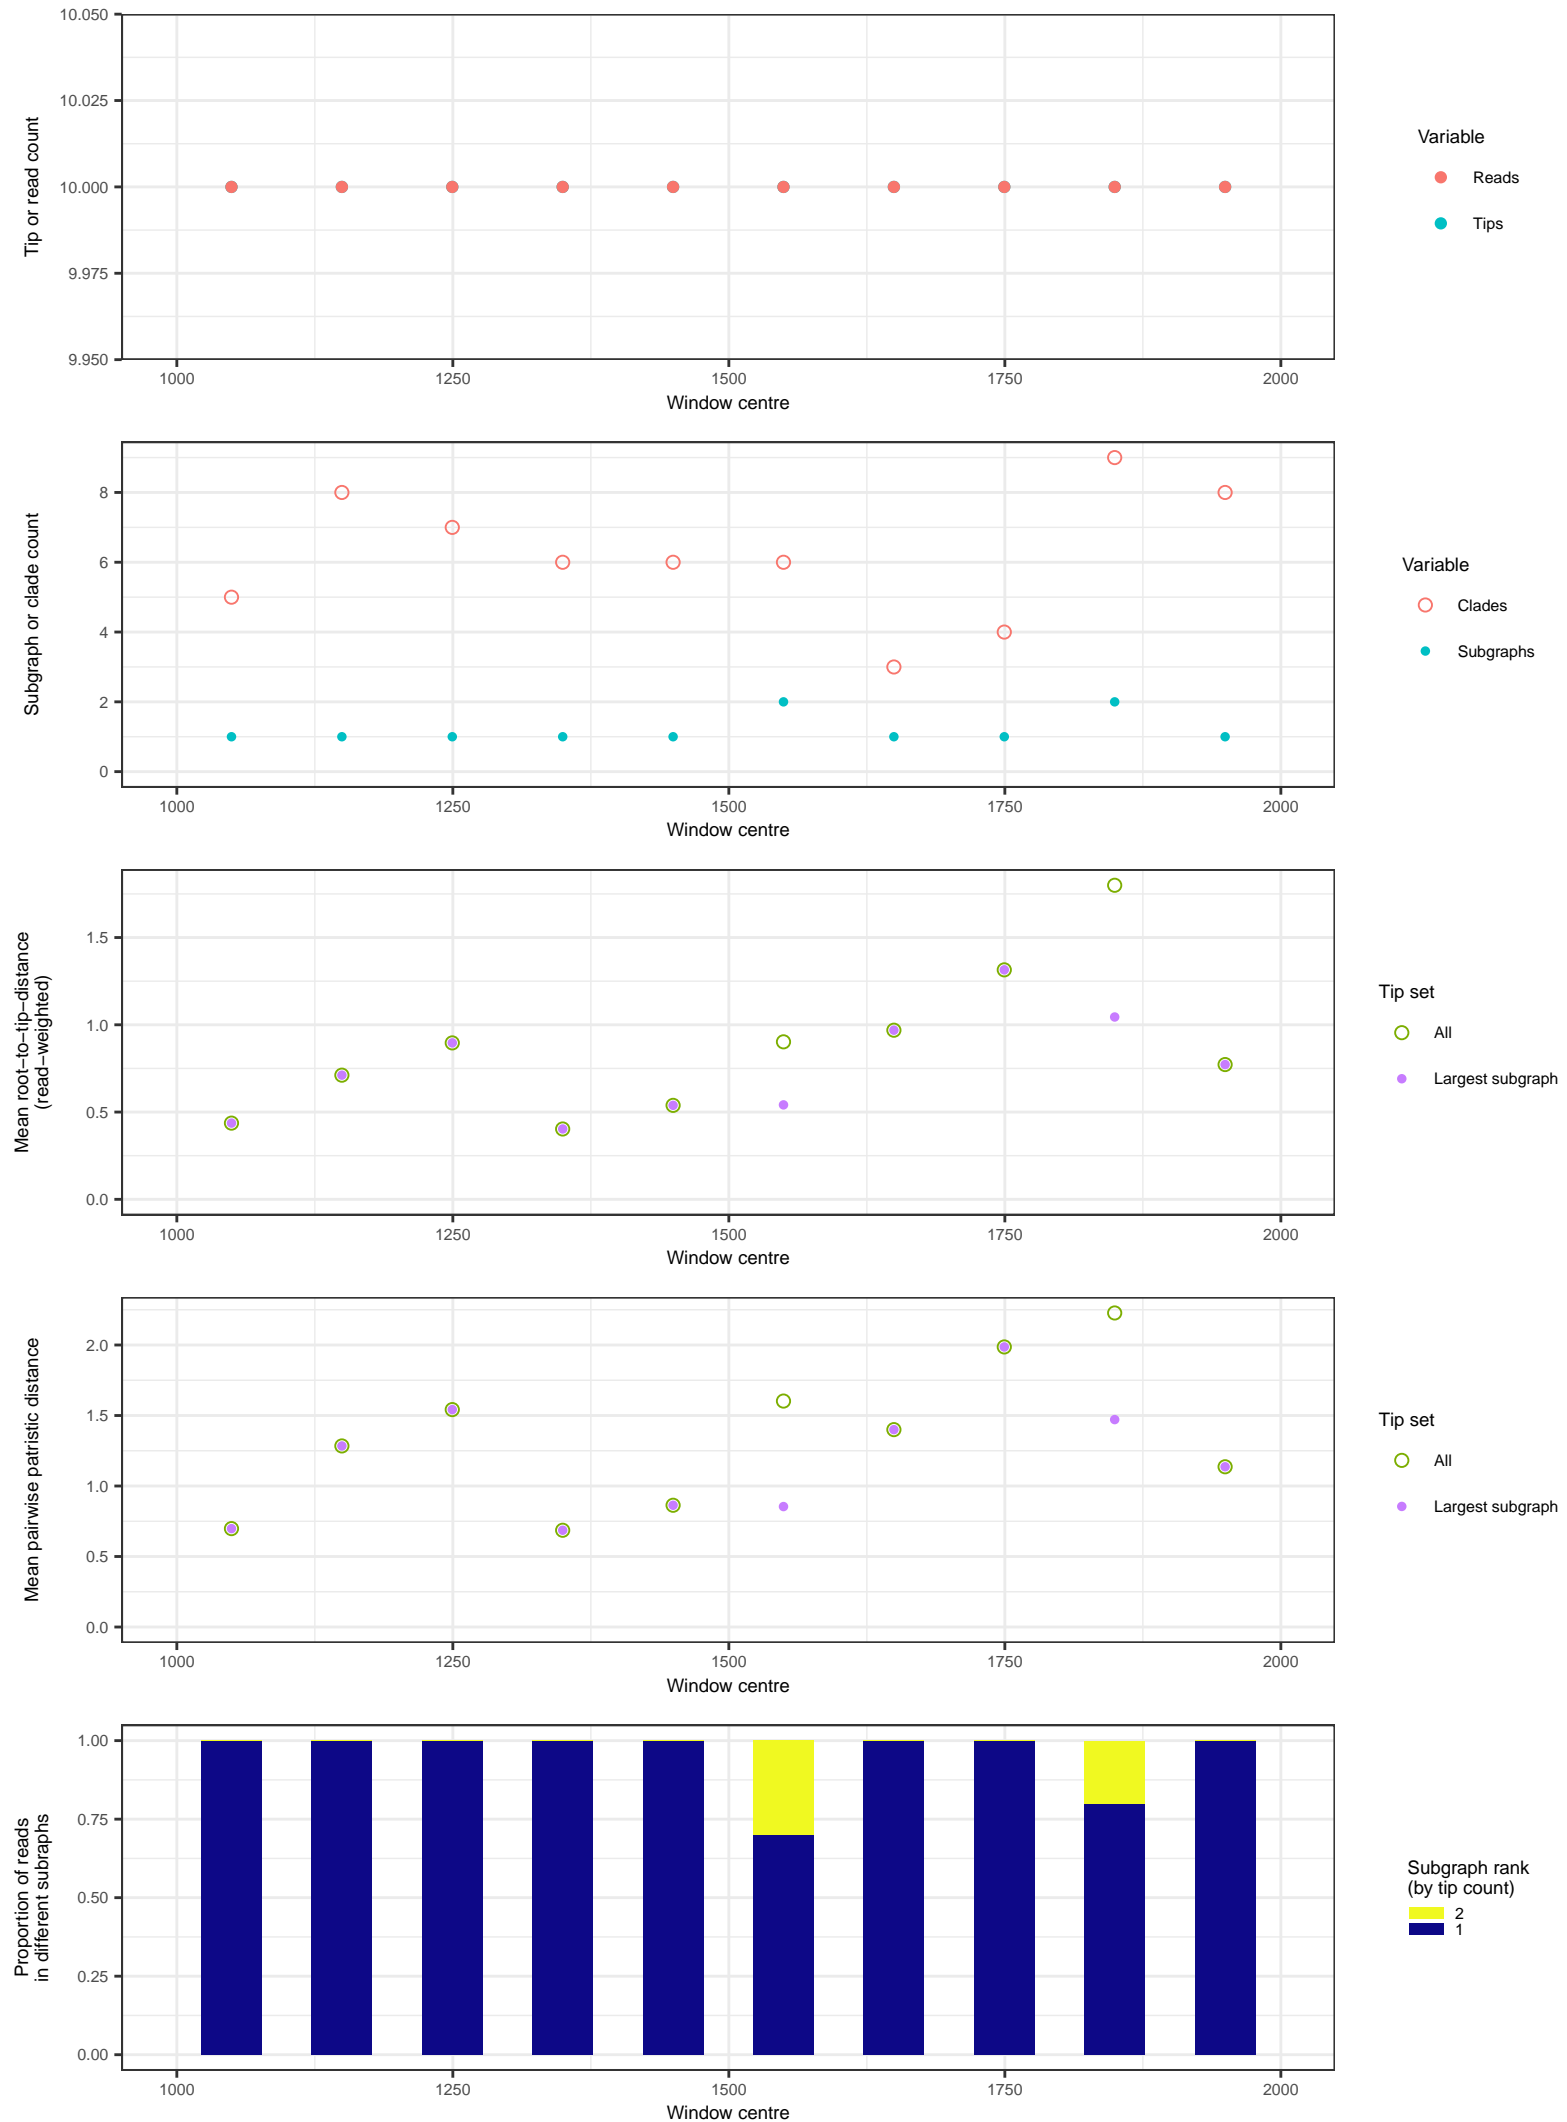 10.050
10.025
10.000
9.975
9.950
Tip or read count
1000 1250 1500 1750 2000
Window centre
Variable
Reads
Tips
8
6
4
2
0
Subgraph or clade count
1000 1250 1500 1750 2000
Window centre
Variable
Clades
Subgraphs
1.5
1.0
0.5
0.0
Mean root−to−tip−distance
(read−weighted)
1000 1250 1500 1750 2000
Window centre
Tip set
All
Largest subgraph
2.0
1.5
1.0
0.5
0.0
Mean pairwise patristic distance
1000 1250 1500 1750 2000
Window centre
Tip set
All
Largest subgraph
1.00
0.75
0.50
0.25
0.00
Proportion of reads
in different subraphs
1000 1250 1500 1750 2000
Window centre
Subgraph rank
(by tip count)
2
1